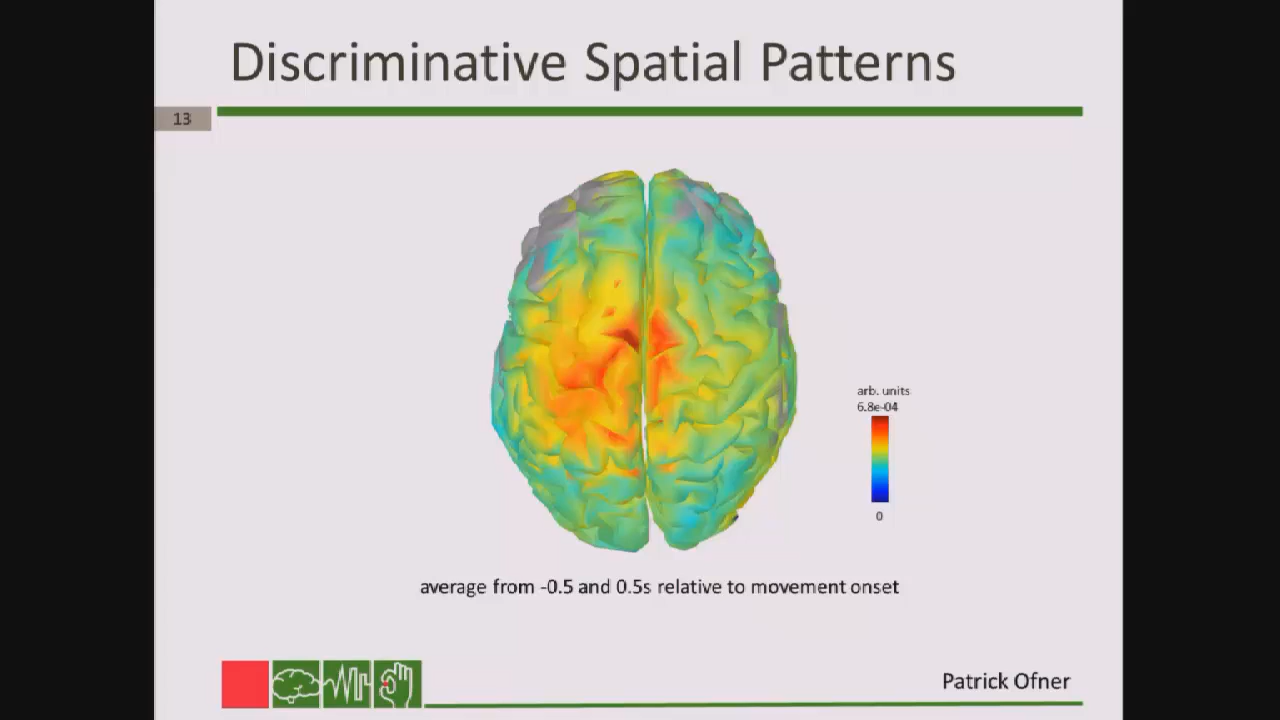 Discriminative Spatial Patterns
13
arb. units
6.8e-04
0
average from -0.5 and 0.5s relative to movement onset
Patrick Ofner